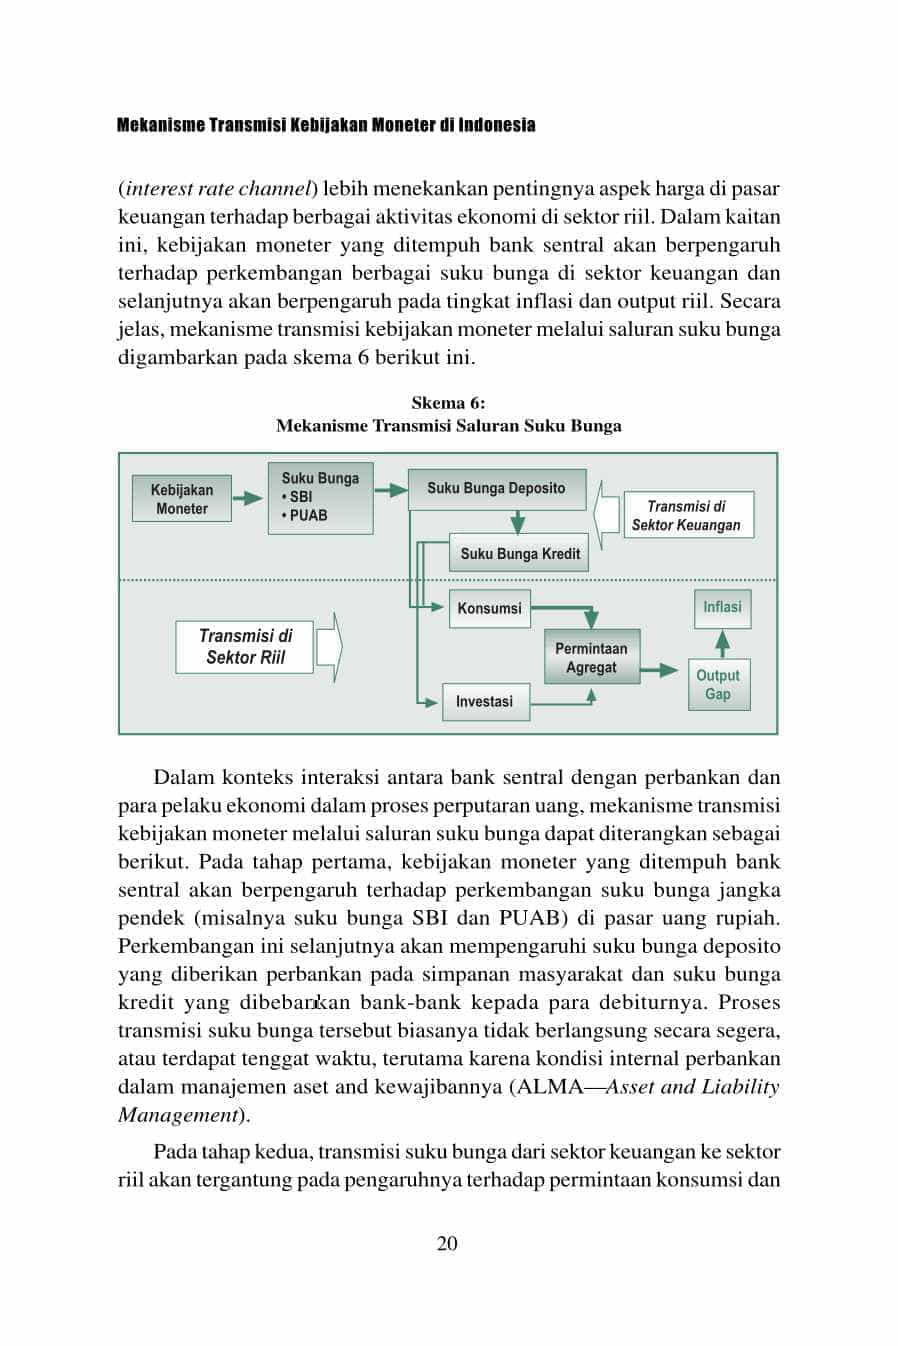 Mekanisme Transmisi Kebijakan Moneter di Indonesia
(interest rate channel) lebih menekankan pentingnya aspek harga di pasar
keuangan terhadap berbagai aktivitas ekonomi di sektor riil. Dalam kaitan
ini, kebijakan moneter yang ditempuh bank sentral akan berpengaruh
terhadap perkembangan berbagai suku bunga di sektor keuangan dan
selanjutnya akan berpengaruh pada tingkat inflasi dan output riil. Secara
jelas, mekanisme transmisi kebijakan moneter melalui saluran suku bunga
digambarkan pada skema 6 berikut ini.
Skema 6:
Mekanisme Transmisi Saluran Suku Bunga
Kebijakan
Moneter
Suku Bunga
• SBI
• PUAB
Suku Bunga Deposito
Transmisi di
Sektor Keuangan
Suku Bunga Kredit
Konsumsi
Inflasi
Transmisi di
Sektor Riil
Permintaan
Agregat
Output
Gap
Investasi
Dalam konteks interaksi antara bank sentral dengan perbankan dan
para pelaku ekonomi dalam proses perputaran uang, mekanisme transmisi
kebijakan moneter melalui saluran suku bunga dapat diterangkan sebagai
berikut. Pada tahap pertama, kebijakan moneter yang ditempuh bank
sentral akan berpengaruh terhadap perkembangan suku bunga jangka
pendek (misalnya suku bunga SBI dan PUAB) di pasar uang rupiah.
Perkembangan ini selanjutnya akan mempengaruhi suku bunga deposito
yang diberikan perbankan pada simpanan masyarakat dan suku bunga
kredit yang dibebankan bank-bank kepada para debiturnya. Proses
transmisi suku bunga tersebut biasanya tidak berlangsung secara segera,
atau terdapat tenggat waktu, terutama karena kondisi internal perbankan
dalam manajemen aset and kewajibannya (ALMA—Asset and Liability
Management).
Pada tahap kedua, transmisi suku bunga dari sektor keuangan ke sektor
riil akan tergantung pada pengaruhnya terhadap permintaan konsumsi dan
20